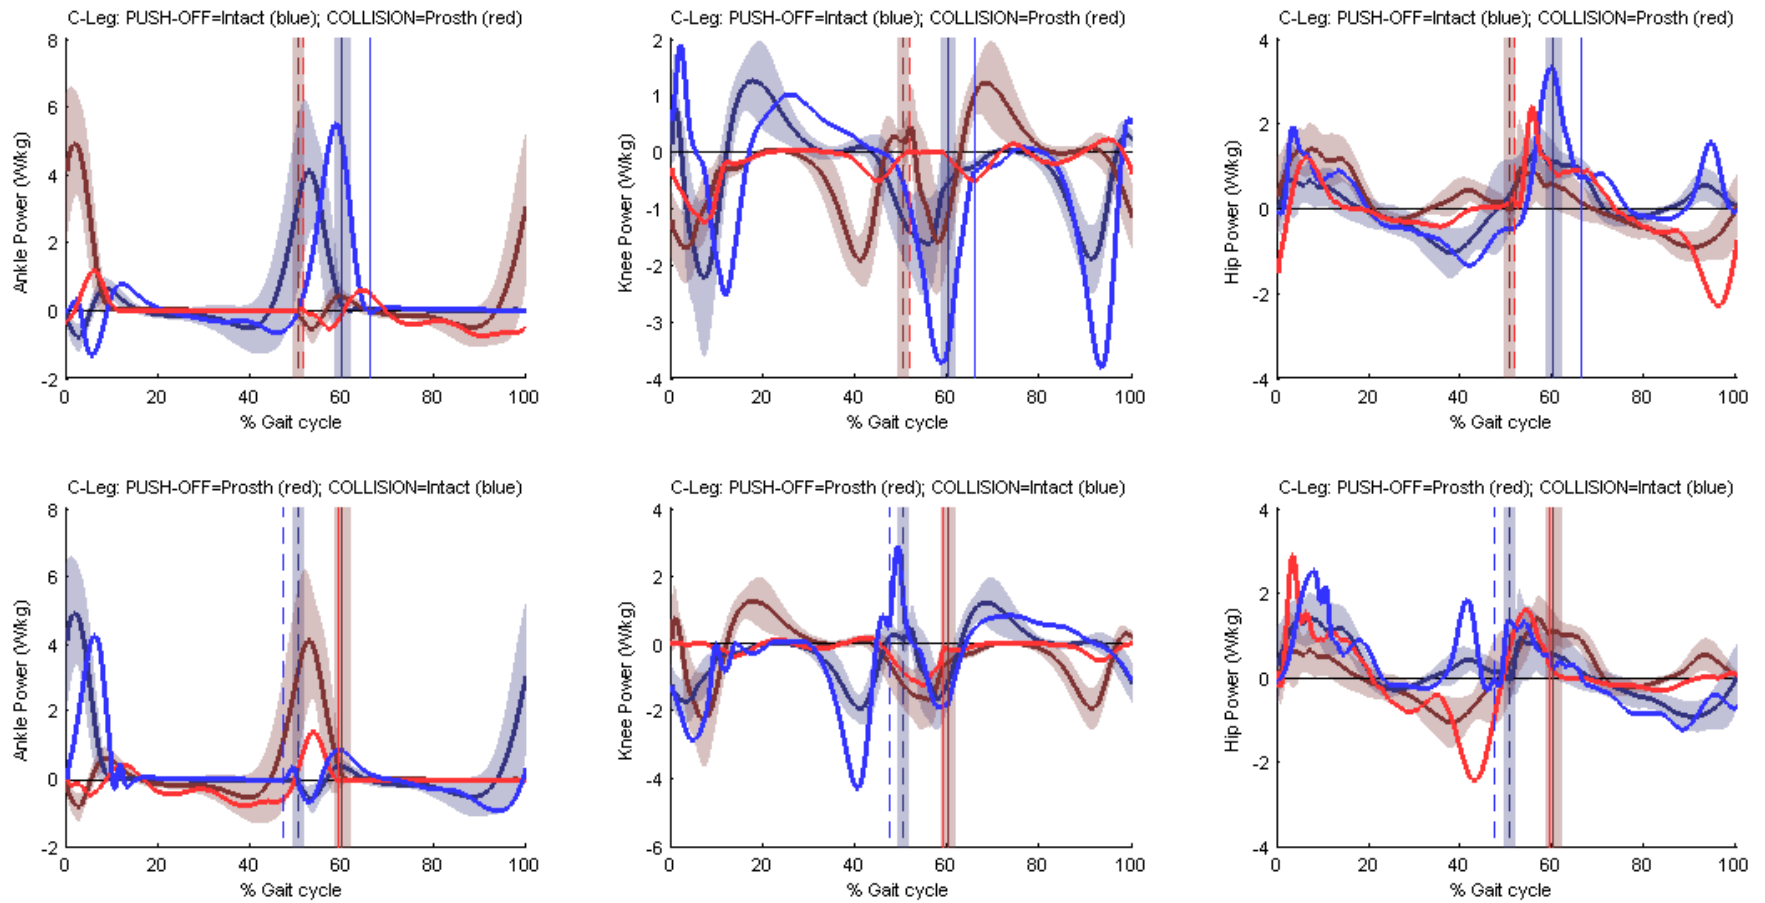 C-Leg: PUSH-OFF=Intact (blue); COLLISION=Prosth (red)
8
6
4
2
0
-2
Ankle Power (W/kg)
0 20 40 60 80 100
% Gait cycle
C-Leg: PUSH-OFF=Intact (blue); COLLISION=Prosth (red)
2
1
0
-1
-2
-3
-4
Knee Power (W/kg)
0 20 40 60 80 100
% Gait cycle
C-Leg: PUSH-OFF=Intact (blue); COLLISION=Prosth (red)
4
2
0
-2
-4
Hip Power (W/kg)
0 20 40 60 80 100
% Gait cycle
C-Leg: PUSH-OFF=Prosth (red); COLLISION=Intact (blue)
8
6
4
2
0
-2
Ankle Power (W/kg)
0 20 40 60 80 100
% Gait cycle
C-Leg: PUSH-OFF=Prosth (red); COLLISION=Intact (blue)
4
2
0
-2
-4
-6
Knee Power (W/kg)
0 20 40 60 80 100
% Gait cycle
C-Leg: PUSH-OFF=Prosth (red); COLLISION=Intact (blue)
4
2
0
-2
-4
Hip Power (W/kg)
0 20 40 60 80 100
% Gait cycle